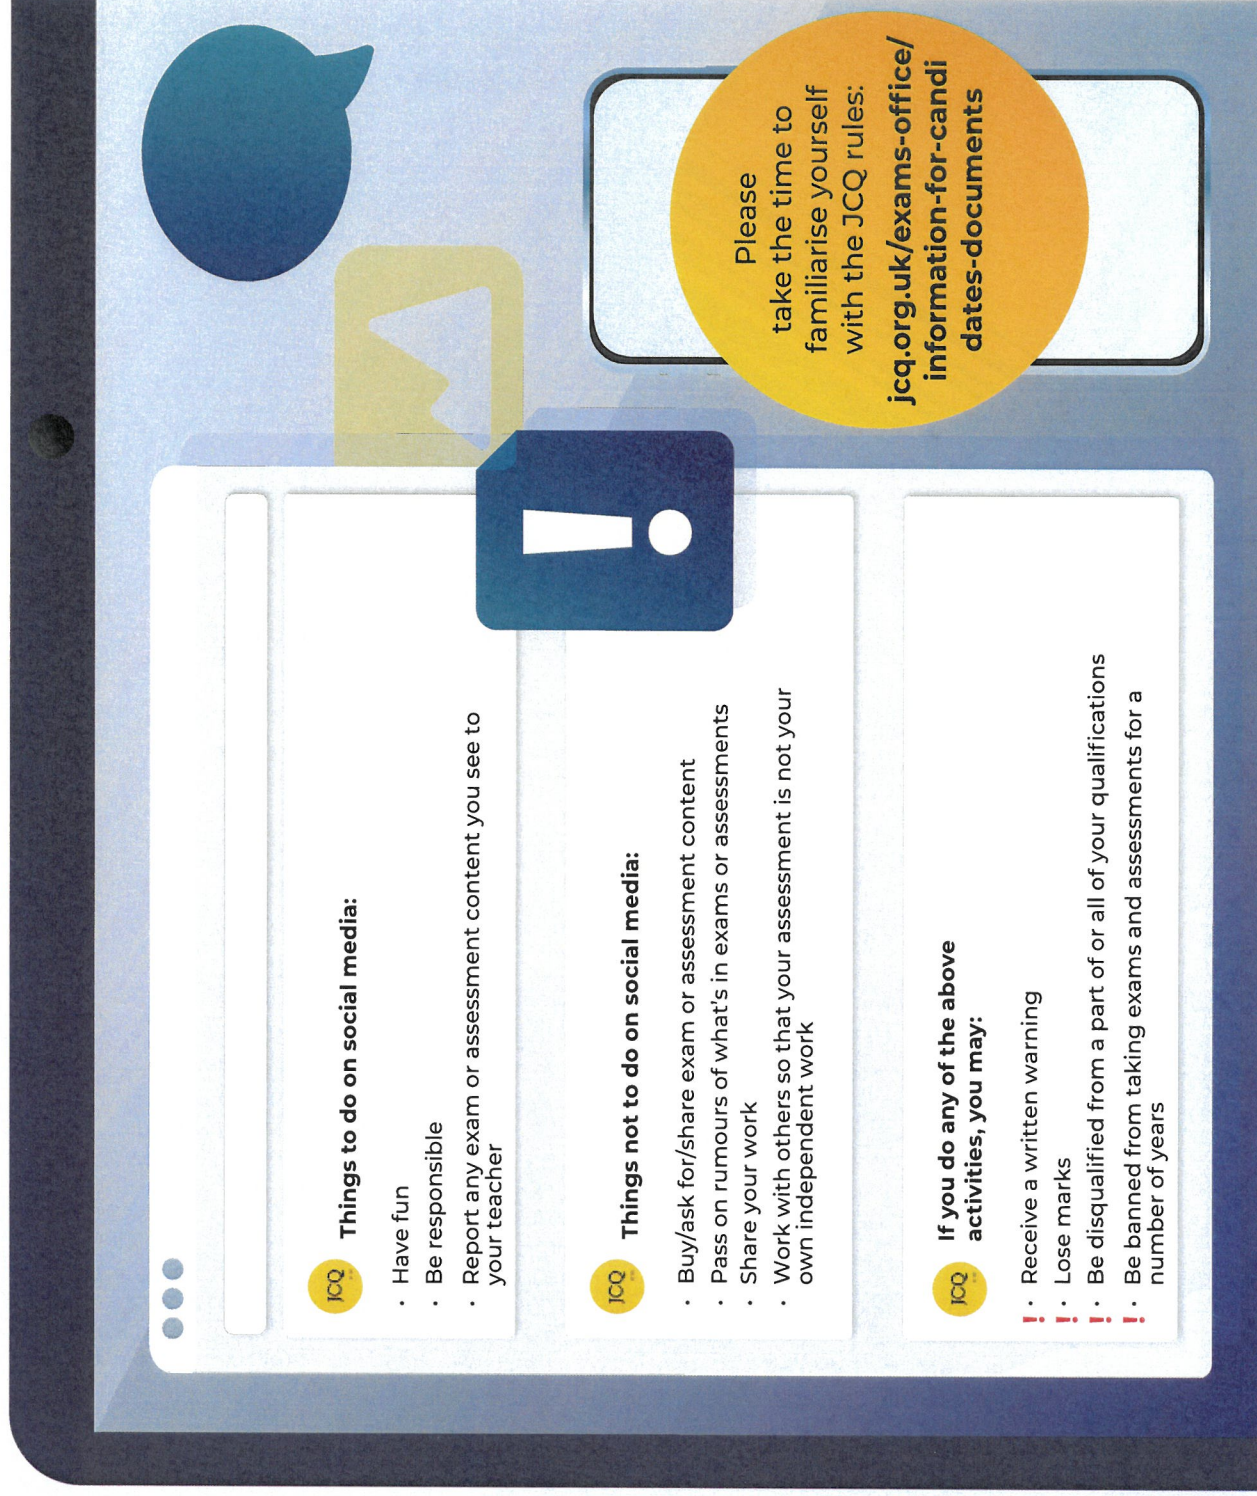 JCQ
Things to do on social media:
· Have fun
· Be responsible
· Report any exam or assessment content you see to
your teacher
JCQ
Things not to do on social media:
· Buy/ask for/share exam or assessment content
· Pass on rumours of what's in exams or assessments
· Share your work
· Work with others so that your assessment is not your
own independent work
JCQ
If you do any of the above
activities, you may:
! · Receive a written warning
! · Lose marks
! · Be disqualified from a part of or all of your qualifications
! · Be banned from taking exams and assessments for a
number of years
!
Please
take the time to
familiarise yourself
with the JCQ rules:
jcq.org.uk/exams-office/
information-for-candi
dates-documents